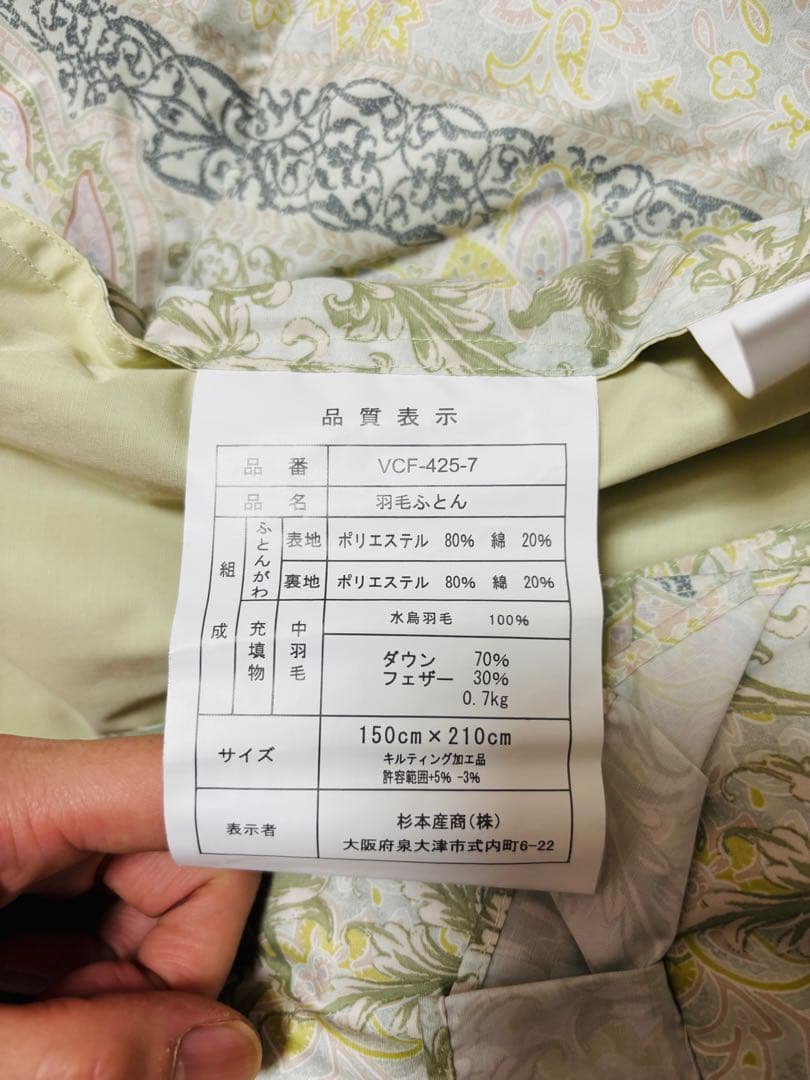 品質表示
品番 VCF-425-7
品名 羽毛ふとん
組成 ふとんがわ 表地 ポリエステル 80% 綿 20%
裏地 ポリエステル 80% 綿 20%
充填物 中羽毛 水鳥羽毛 100%
ダウン 70%
フェザー 30%
0.7kg
サイズ 150cm×210cm
キルティング加工品
許容範囲+5% -3%
表示者 杉本産商(株)
大阪府泉大津市式内町6-22